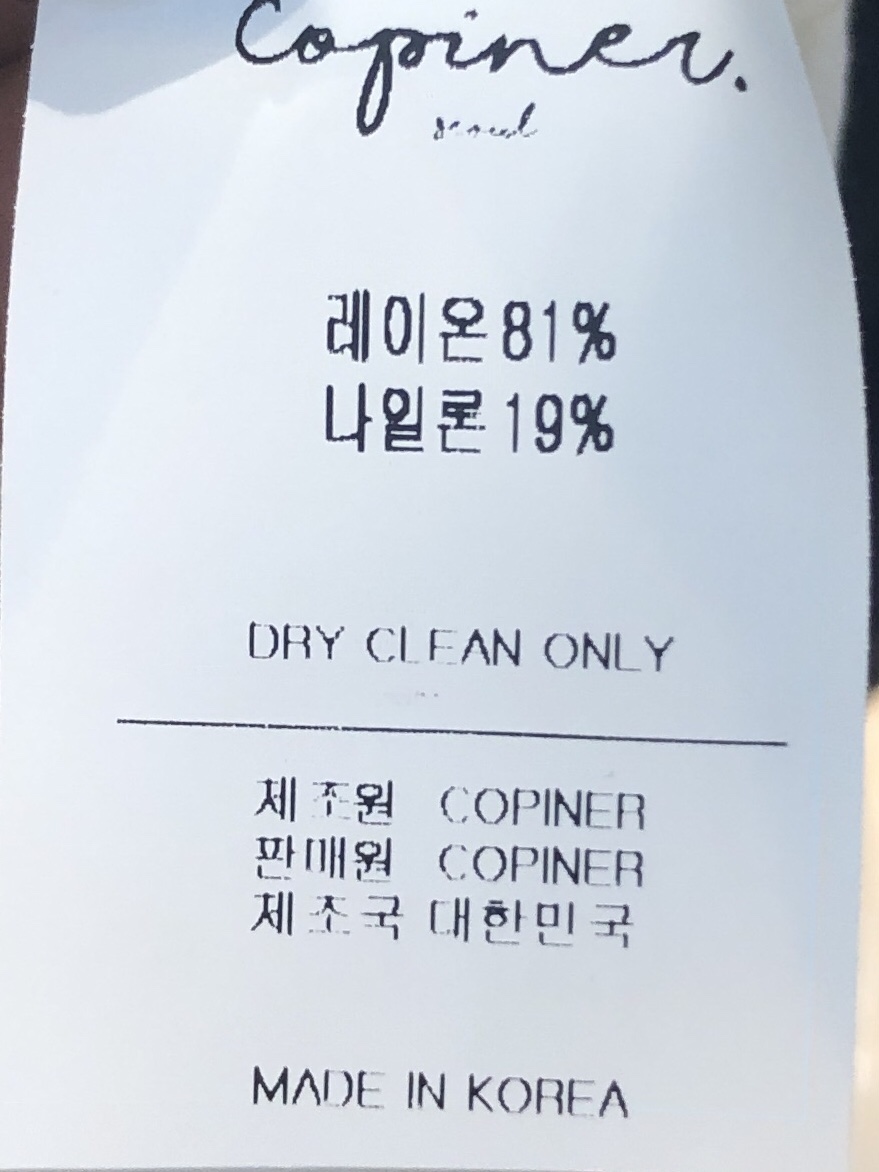 Copiner.
seoul
레이온81%
나일론19%
DRY CLEAN ONLY
제조원 COPINER
판매원 COPINER
제조국 대한민국
MADE IN KOREA